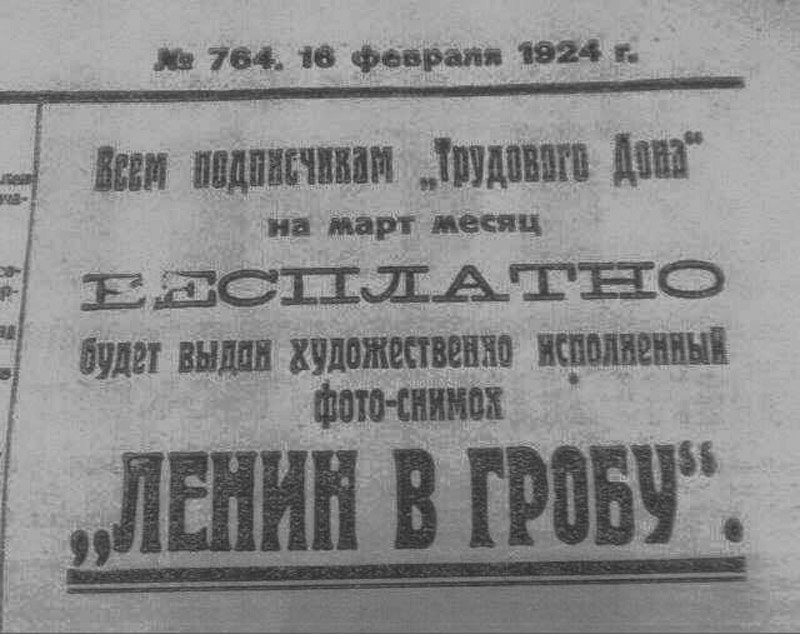 № 764. 16 февраля 1924 г.
Всем подписчикам „Трудового Дона“
на март месяц
БЕСПЛАТНО
будет выдан художественно исполненный
фото-снимок
„ЛЕНИН В ГРОБУ“.